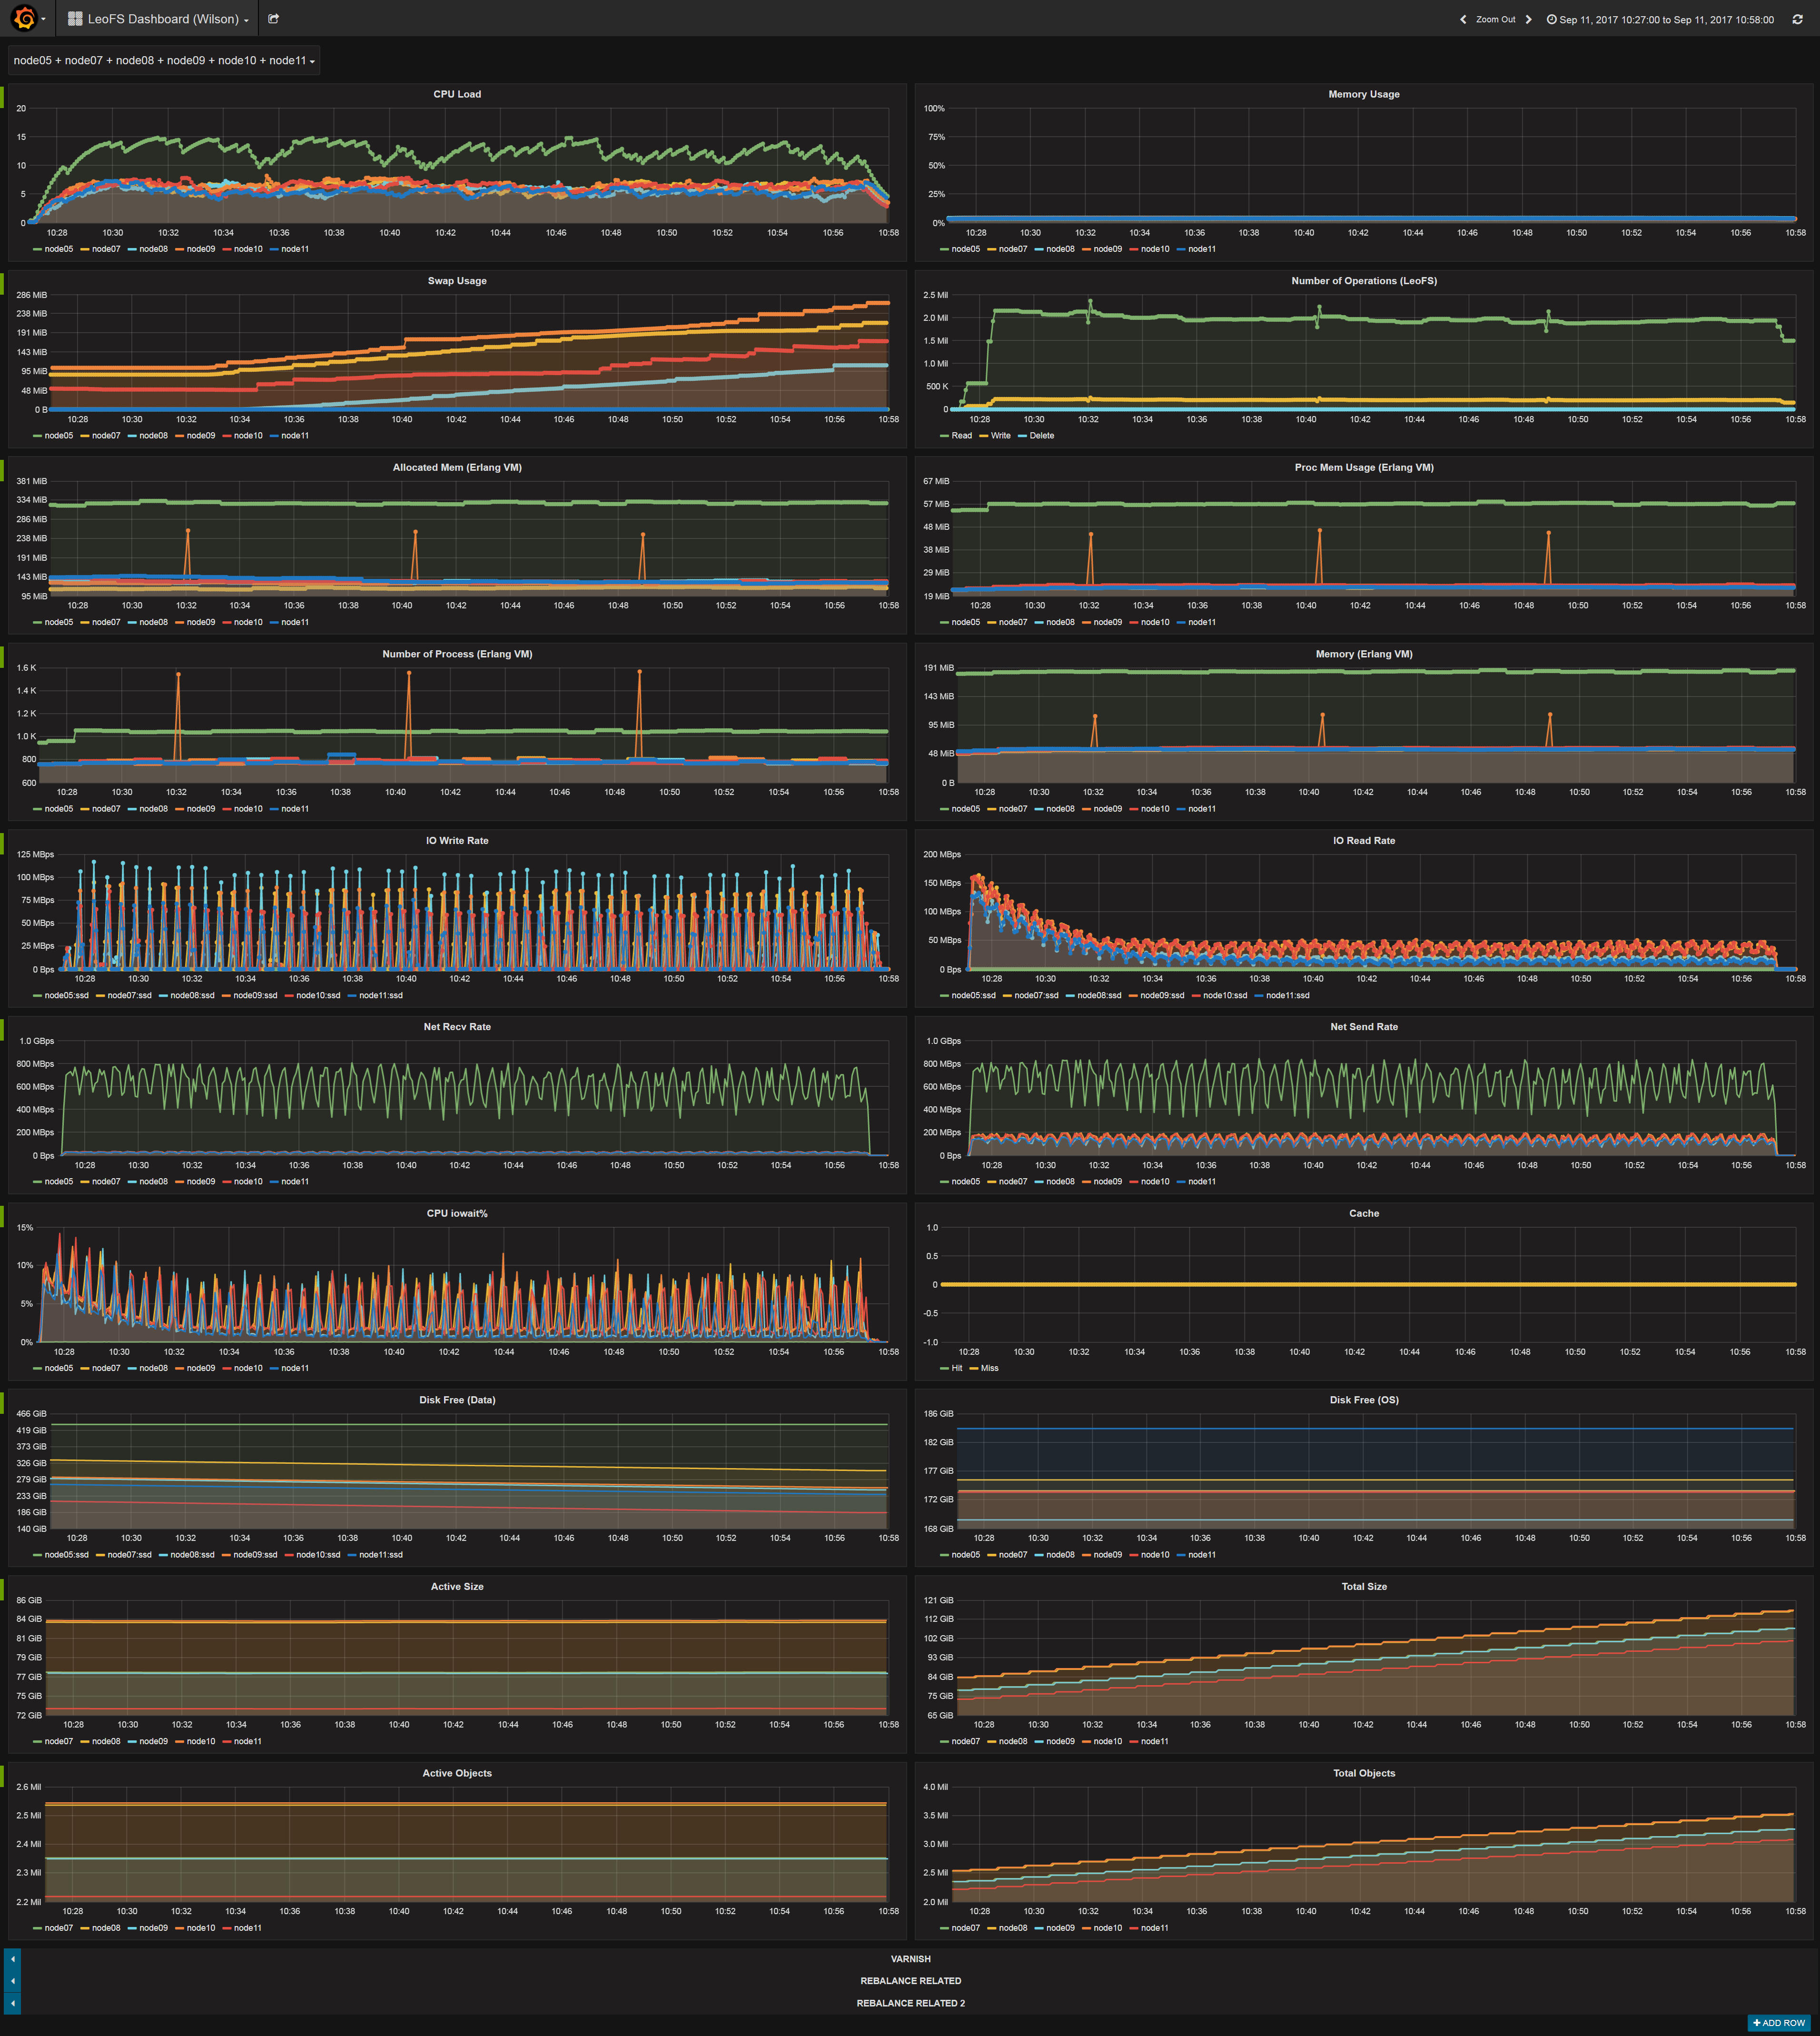 LeoFS Dashboard (Wilson)
Zoom Out
Sep 11, 2017 10:27:00 to Sep 11, 2017 10:58:00
node05 + node07 + node08 + node09 + node10 + node11
CPU Load
20
15
10
5
0
10:28 10:30 10:32 10:34 10:36 10:38 10:40 10:42 10:44 10:46 10:48 10:50 10:52 10:54 10:56 10:58
node05 node07 node08 node09 node10 node11
Memory Usage
100%
75%
50%
25%
0%
10:28 10:30 10:32 10:34 10:36 10:38 10:40 10:42 10:44 10:46 10:48 10:50 10:52 10:54 10:56 10:58
node05 node07 node08 node09 node10 node11
Swap Usage
286 MiB
238 MiB
191 MiB
143 MiB
95 MiB
48 MiB
0 B
10:28 10:30 10:32 10:34 10:36 10:38 10:40 10:42 10:44 10:46 10:48 10:50 10:52 10:54 10:56 10:58
node05 node07 node08 node09 node10 node11
Number of Operations (LeoFS)
2.5 Mil
2.0 Mil
1.5 Mil
1.0 Mil
500 K
0
10:28 10:30 10:32 10:34 10:36 10:38 10:40 10:42 10:44 10:46 10:48 10:50 10:52 10:54 10:56 10:58
Read Write Delete
Allocated Mem (Erlang VM)
381 MiB
334 MiB
286 MiB
238 MiB
191 MiB
143 MiB
95 MiB
10:28 10:30 10:32 10:34 10:36 10:38 10:40 10:42 10:44 10:46 10:48 10:50 10:52 10:54 10:56 10:58
node05 node07 node08 node09 node10 node11
Proc Mem Usage (Erlang VM)
67 MiB
57 MiB
48 MiB
38 MiB
29 MiB
19 MiB
10:28 10:30 10:32 10:34 10:36 10:38 10:40 10:42 10:44 10:46 10:48 10:50 10:52 10:54 10:56 10:58
node05 node07 node08 node09 node10 node11
Number of Process (Erlang VM)
1.6 K
1.4 K
1.2 K
1.0 K
800
600
10:28 10:30 10:32 10:34 10:36 10:38 10:40 10:42 10:44 10:46 10:48 10:50 10:52 10:54 10:56 10:58
node05 node07 node08 node09 node10 node11
Memory (Erlang VM)
191 MiB
143 MiB
95 MiB
48 MiB
0 B
10:28 10:30 10:32 10:34 10:36 10:38 10:40 10:42 10:44 10:46 10:48 10:50 10:52 10:54 10:56 10:58
node05 node07 node08 node09 node10 node11
IO Write Rate
125 MBps
100 MBps
75 MBps
50 MBps
25 MBps
0 Bps
10:28 10:30 10:32 10:34 10:36 10:38 10:40 10:42 10:44 10:46 10:48 10:50 10:52 10:54 10:56 10:58
node05:ssd node07:ssd node08:ssd node09:ssd node10:ssd node11:ssd
IO Read Rate
200 MBps
150 MBps
100 MBps
50 MBps
0 Bps
10:28 10:30 10:32 10:34 10:36 10:38 10:40 10:42 10:44 10:46 10:48 10:50 10:52 10:54 10:56 10:58
node05:ssd node07:ssd node08:ssd node09:ssd node10:ssd node11:ssd
Net Recv Rate
1.0 GBps
800 MBps
600 MBps
400 MBps
200 MBps
0 Bps
10:28 10:30 10:32 10:34 10:36 10:38 10:40 10:42 10:44 10:46 10:48 10:50 10:52 10:54 10:56 10:58
node05 node07 node08 node09 node10 node11
Net Send Rate
1.0 GBps
800 MBps
600 MBps
400 MBps
200 MBps
0 Bps
10:28 10:30 10:32 10:34 10:36 10:38 10:40 10:42 10:44 10:46 10:48 10:50 10:52 10:54 10:56 10:58
node05 node07 node08 node09 node10 node11
CPU iowait%
15%
10%
5%
0%
10:28 10:30 10:32 10:34 10:36 10:38 10:40 10:42 10:44 10:46 10:48 10:50 10:52 10:54 10:56 10:58
node05 node07 node08 node09 node10 node11
Cache
1.0
0.5
0
-0.5
-1.0
10:28 10:30 10:32 10:34 10:36 10:38 10:40 10:42 10:44 10:46 10:48 10:50 10:52 10:54 10:56 10:58
Hit Miss
Disk Free (Data)
466 GiB
419 GiB
373 GiB
326 GiB
279 GiB
233 GiB
186 GiB
140 GiB
10:28 10:30 10:32 10:34 10:36 10:38 10:40 10:42 10:44 10:46 10:48 10:50 10:52 10:54 10:56 10:58
node05:ssd node07:ssd node08:ssd node09:ssd node10:ssd node11:ssd
Disk Free (OS)
186 GiB
182 GiB
177 GiB
172 GiB
168 GiB
10:28 10:30 10:32 10:34 10:36 10:38 10:40 10:42 10:44 10:46 10:48 10:50 10:52 10:54 10:56 10:58
node05 node07 node08 node09 node10 node11
Active Size
86 GiB
84 GiB
81 GiB
79 GiB
77 GiB
75 GiB
72 GiB
10:28 10:30 10:32 10:34 10:36 10:38 10:40 10:42 10:44 10:46 10:48 10:50 10:52 10:54 10:56 10:58
node07 node08 node09 node10 node11
Total Size
121 GiB
112 GiB
102 GiB
93 GiB
84 GiB
75 GiB
65 GiB
10:28 10:30 10:32 10:34 10:36 10:38 10:40 10:42 10:44 10:46 10:48 10:50 10:52 10:54 10:56 10:58
node07 node08 node09 node10 node11
Active Objects
2.6 Mil
2.5 Mil
2.4 Mil
2.3 Mil
2.2 Mil
10:28 10:30 10:32 10:34 10:36 10:38 10:40 10:42 10:44 10:46 10:48 10:50 10:52 10:54 10:56 10:58
node07 node08 node09 node10 node11
Total Objects
4.0 Mil
3.5 Mil
3.0 Mil
2.5 Mil
2.0 Mil
10:28 10:30 10:32 10:34 10:36 10:38 10:40 10:42 10:44 10:46 10:48 10:50 10:52 10:54 10:56 10:58
node07 node08 node09 node10 node11
VARNISH
REBALANCE RELATED
REBALANCE RELATED 2
ADD ROW